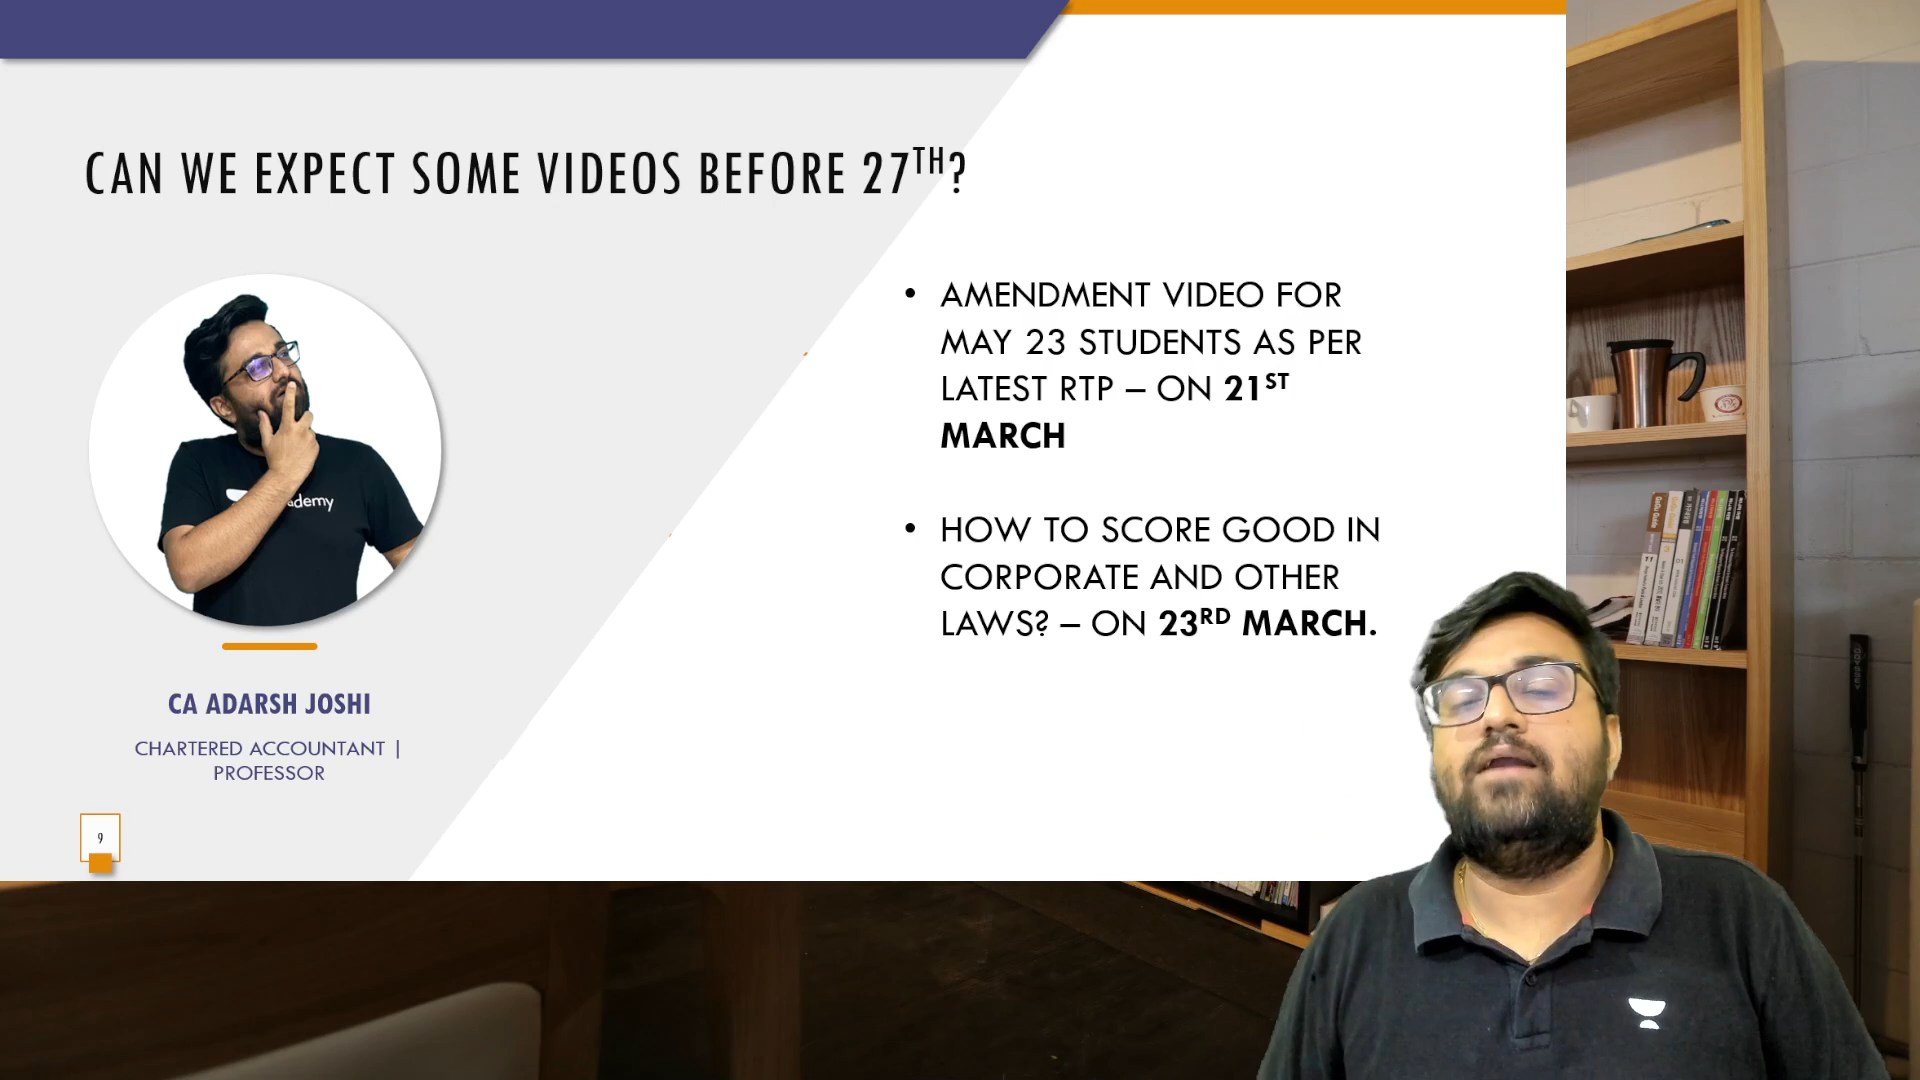 CAN WE EXPECT SOME VIDEOS BEFORE 27TH?
• AMENDMENT VIDEO FOR
MAY 23 STUDENTS AS PER
LATEST RTP – ON 21ST
MARCH
• HOW TO SCORE GOOD IN
CORPORATE AND OTHER
LAWS? – ON 23RD MARCH.
ademy
CA ADARSH JOSHI
CHARTERED ACCOUNTANT |
PROFESSOR
9